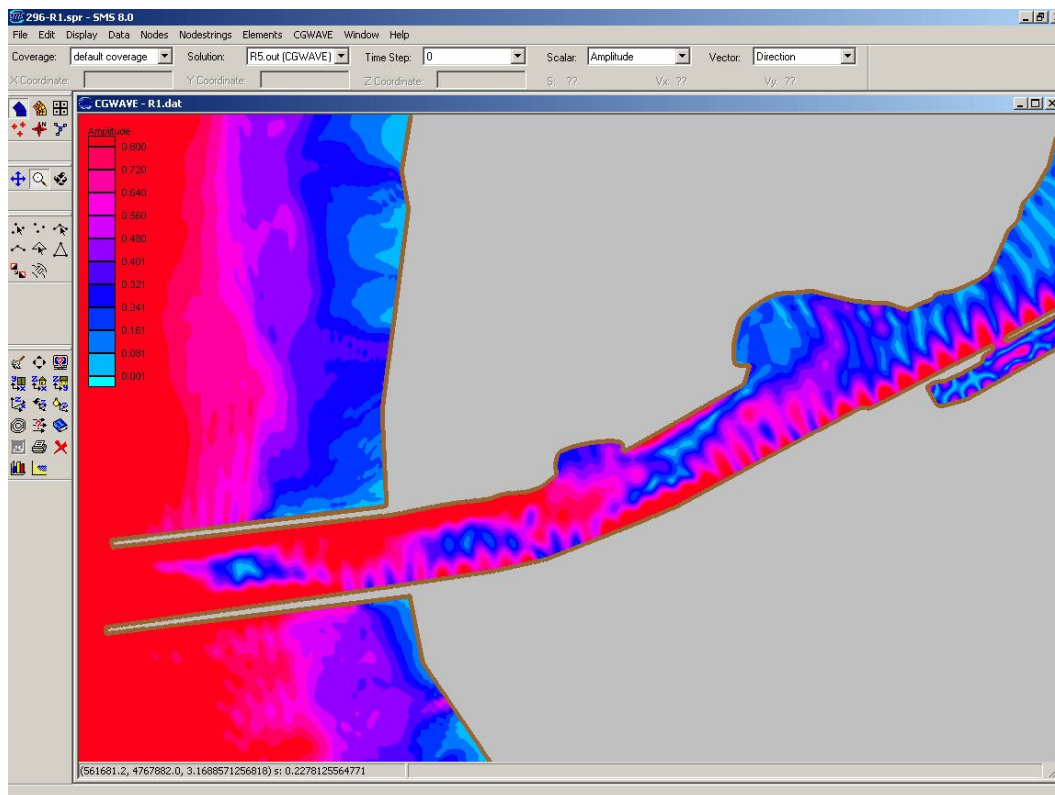 296-R1.spr - SMS 8.0
File Edit Display Data Nodes Nodestrings Elements CGWAVE Window Help
Coverage: default coverage Solution: R5.out (CGWAVE) Time Step: 0 Scalar: Amplitude Vector: Direction
X Coordinate: Y Coordinate: Z Coordinate: S: ?? Vx: ?? Vy: ??
CGWAVE - R1.dat
Amplitude
0.800
0.720
0.640
0.560
0.480
0.401
0.321
0.241
0.161
0.081
0.001
(561681.2, 4767882.0, 3.1688571256818) s: 0.2278125564771